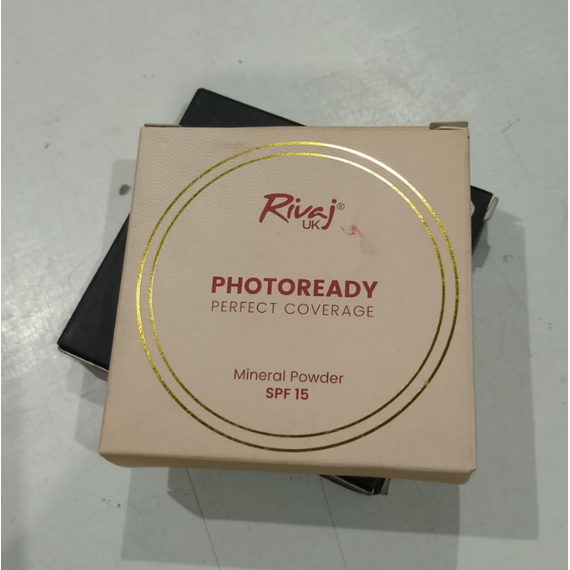 Rivaj®
UK
PHOTOREADY
PERFECT COVERAGE
Mineral Powder
SPF 15